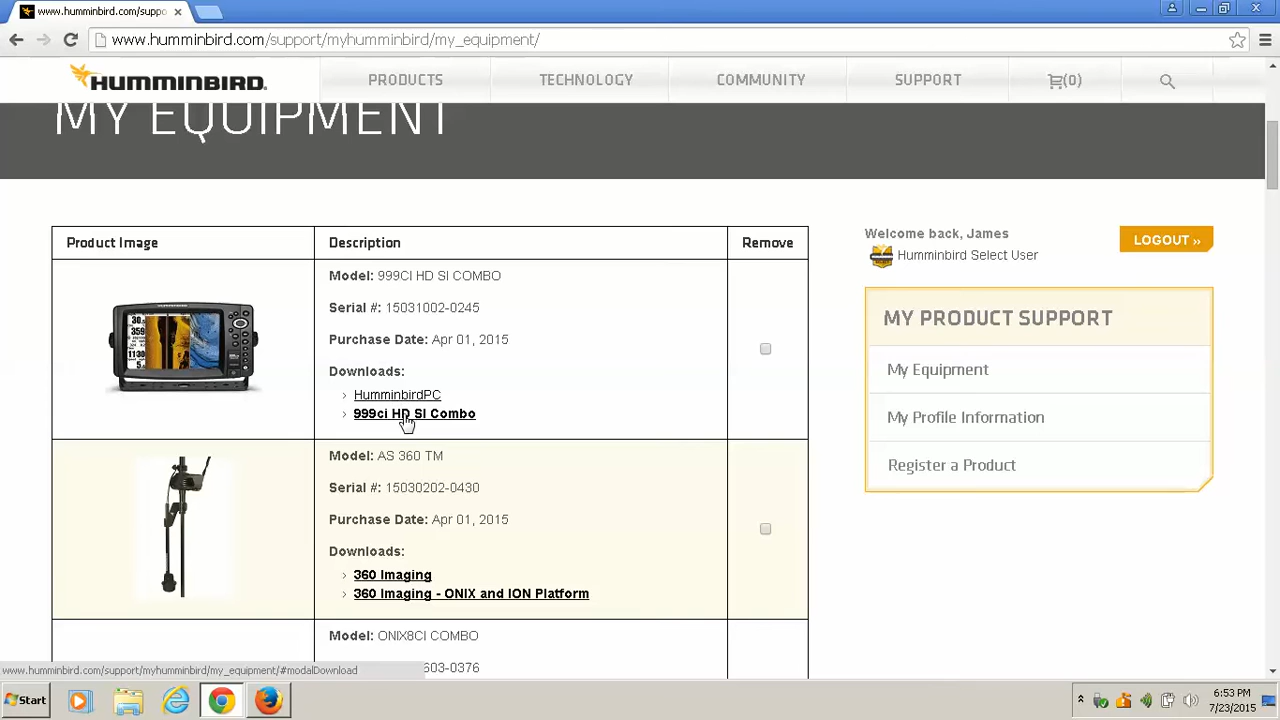 www.humminbird.com/suppo
www.humminbird.com/support/myhumminbird/my_equipment/
HUMMINBIRD.
PRODUCTS
TECHNOLOGY
COMMUNITY
SUPPORT
(0)
MY EQUIPMENT
Product Image
Description
Remove
Model: 999CI HD SI COMBO
Serial #: 15031002-0245
Purchase Date: Apr 01, 2015
Downloads:
HumminbirdPC
999ci HD SI Combo
Model: AS 360 TM
Serial #: 15030202-0430
Purchase Date: Apr 01, 2015
Downloads:
360 Imaging
360 Imaging - ONIX and ION Platform
Model: ONIX8CI COMBO
603-0376
Welcome back, James
Humminbird Select User
LOGOUT »
MY PRODUCT SUPPORT
My Equipment
My Profile Information
Register a Product
www.humminbird.com/support/myhumminbird/my_equipment/#modalDownload
Start
6:53 PM
7/23/2015